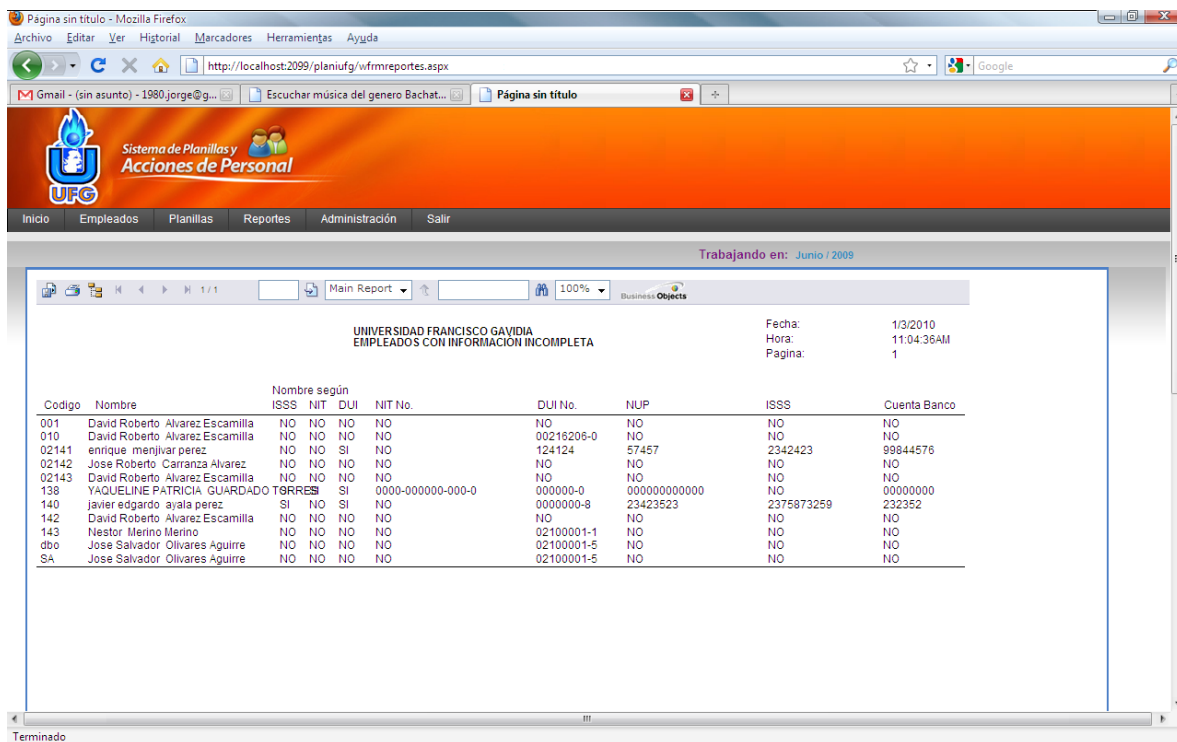 Página sin título - Mozilla Firefox
Archivo Editar Ver Historial Marcadores Herramientas Ayuda
http://localhost:2099/planiufg/wfrmreportes.aspx Google
Gmail - (sin asunto) - 1980.jorge@g... Escuchar música del genero Bachat... Página sin título
Sistema de Planillas y
Acciones de Personal
UFG
Inicio Empleados Planillas Reportes Administración Salir
Trabajando en: Junio / 2009
1 / 1 Main Report 100% Business Objects
UNIVERSIDAD FRANCISCO GAVIDIA
EMPLEADOS CON INFORMACION INCOMPLETA
Fecha: 1/3/2010
Hora: 11:04:36AM
Pagina: 1
Nombre según
Codigo Nombre ISSS NIT DUI NIT No. DUI No. NUP ISSS Cuenta Banco
001 David Roberto Alvarez Escamilla NO NO NO NO NO NO NO NO
010 David Roberto Alvarez Escamilla NO NO NO NO 00216206-0 NO NO NO
02141 enrique menjivar perez NO NO SI NO 124124 57457 2342423 99844576
02142 Jose Roberto Carranza Alvarez NO NO NO NO NO NO NO NO
02143 David Roberto Alvarez Escamilla NO NO NO NO NO NO NO NO
138 YAQUELINE PATRICIA GUARDADO SI 0000-000000-000-0 000000-0 000000000000 NO 00000000
140 javier edgardo ayala perez SI NO SI NO 0000000-8 23423523 2375873259 232352
142 David Roberto Alvarez Escamilla NO NO NO NO NO NO NO NO
143 Nestor Merino Merino NO NO NO NO 02100001-1 NO NO NO
dbo Jose Salvador Olivares Aguirre NO NO NO NO 02100001-5 NO NO NO
SA Jose Salvador Olivares Aguirre NO NO NO NO 02100001-5 NO NO NO
Terminado